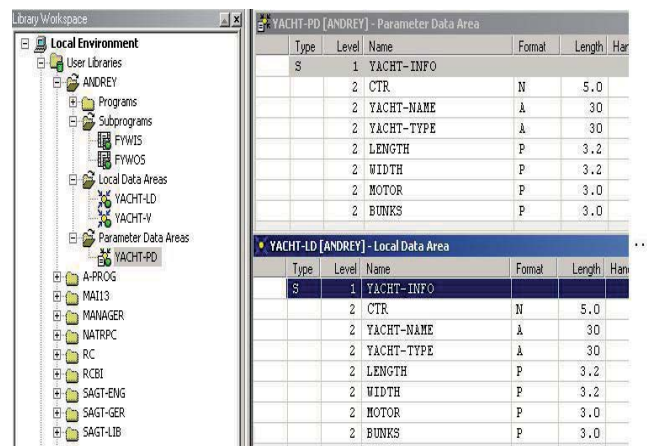 Library Workspace
Local Environment
User Libraries
ANDREY
Programs
Subprograms
FYWIS
FYWOS
Local Data Areas
YACHT-LD
YACHT-V
Parameter Data Areas
YACHT-PD
A-PROG
MAI13
MANAGER
NATRPC
RC
RCBI
SAGT-ENG
SAGT-GER
SAGT-LIB
YACHT-PD [ANDREY] - Parameter Data Area
Type Level Name Format Length Han
S 1 YACHT-INFO
2 CTR N 5.0
2 YACHT-NAME A 30
2 YACHT-TYPE A 30
2 LENGTH P 3.2
2 WIDTH P 3.2
2 MOTOR P 3.0
2 BUNKS P 3.0
YACHT-LD [ANDREY] - Local Data Area
Type Level Name Format Length Han
S 1 YACHT-INFO
2 CTR N 5.0
2 YACHT-NAME A 30
2 YACHT-TYPE A 30
2 LENGTH P 3.2
2 WIDTH P 3.2
2 MOTOR P 3.0
2 BUNKS P 3.0
..